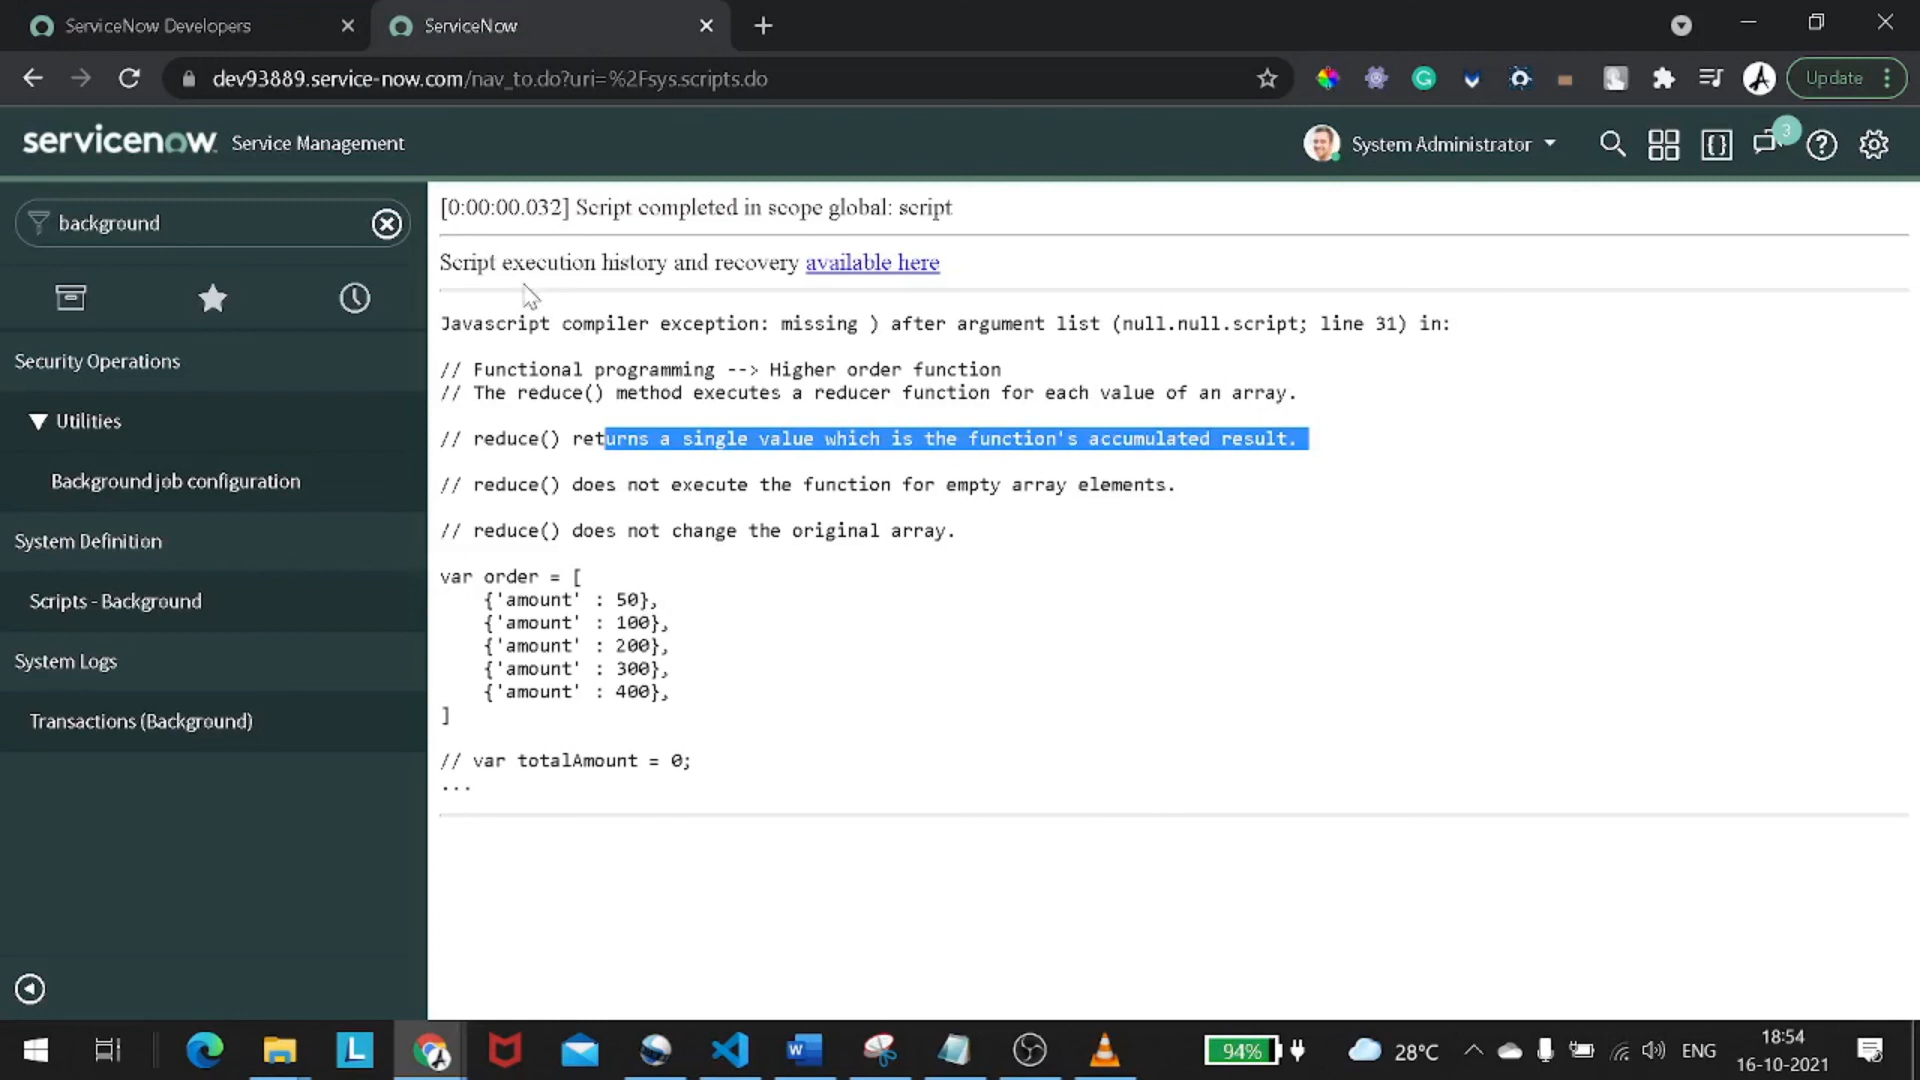 ServiceNow Developers
ServiceNow
dev93889.service-now.com/nav_to.do?uri=%2Fsys.scripts.do
Update
servicenow. Service Management
System Administrator
3
background
Security Operations
Utilities
Background job configuration
System Definition
Scripts - Background
System Logs
Transactions (Background)
[0:00:00.032] Script completed in scope global: script
Script execution history and recovery available here
Javascript compiler exception: missing ) after argument list (null.null.script; line 31) in:
// Functional programming --> Higher order function
// The reduce() method executes a reducer function for each value of an array.
// reduce() returns a single value which is the function's accumulated result.
// reduce() does not execute the function for empty array elements.
// reduce() does not change the original array.
var order = [
{'amount' : 50},
{'amount' : 100},
{'amount' : 200},
{'amount' : 300},
{'amount' : 400},
]
// var totalAmount = 0;
...
94%
28°C
ENG
18:54
16-10-2021